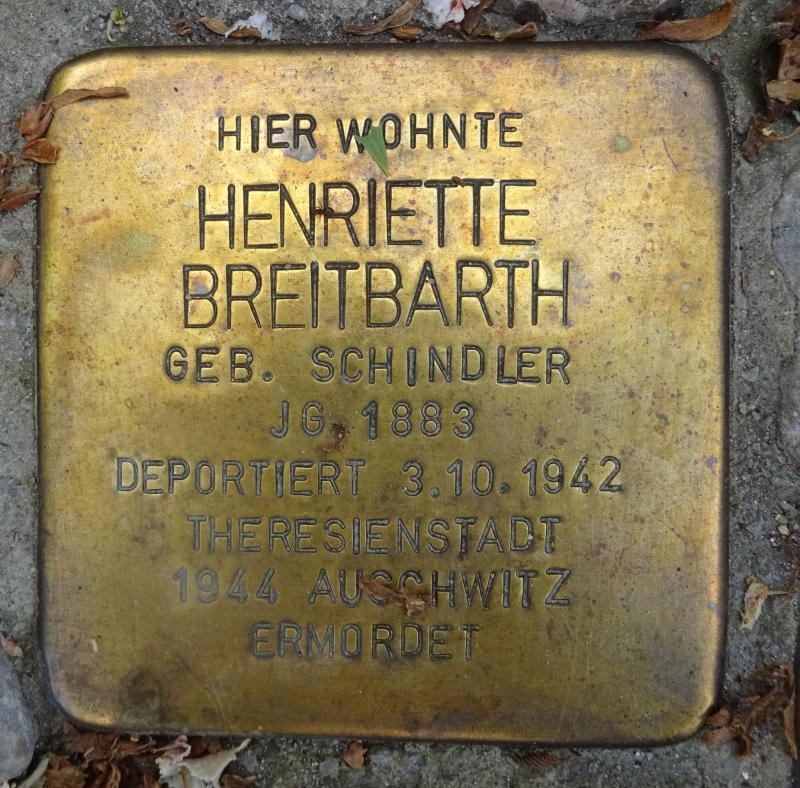 HIER WOHNTE
HENRIETTE
BREITBARTH
GEB. SCHINDLER
JG. 1883
DEPORTIERT 3.10.1942
THERESIENSTADT
1944 AUSCHWITZ
ERMORDET